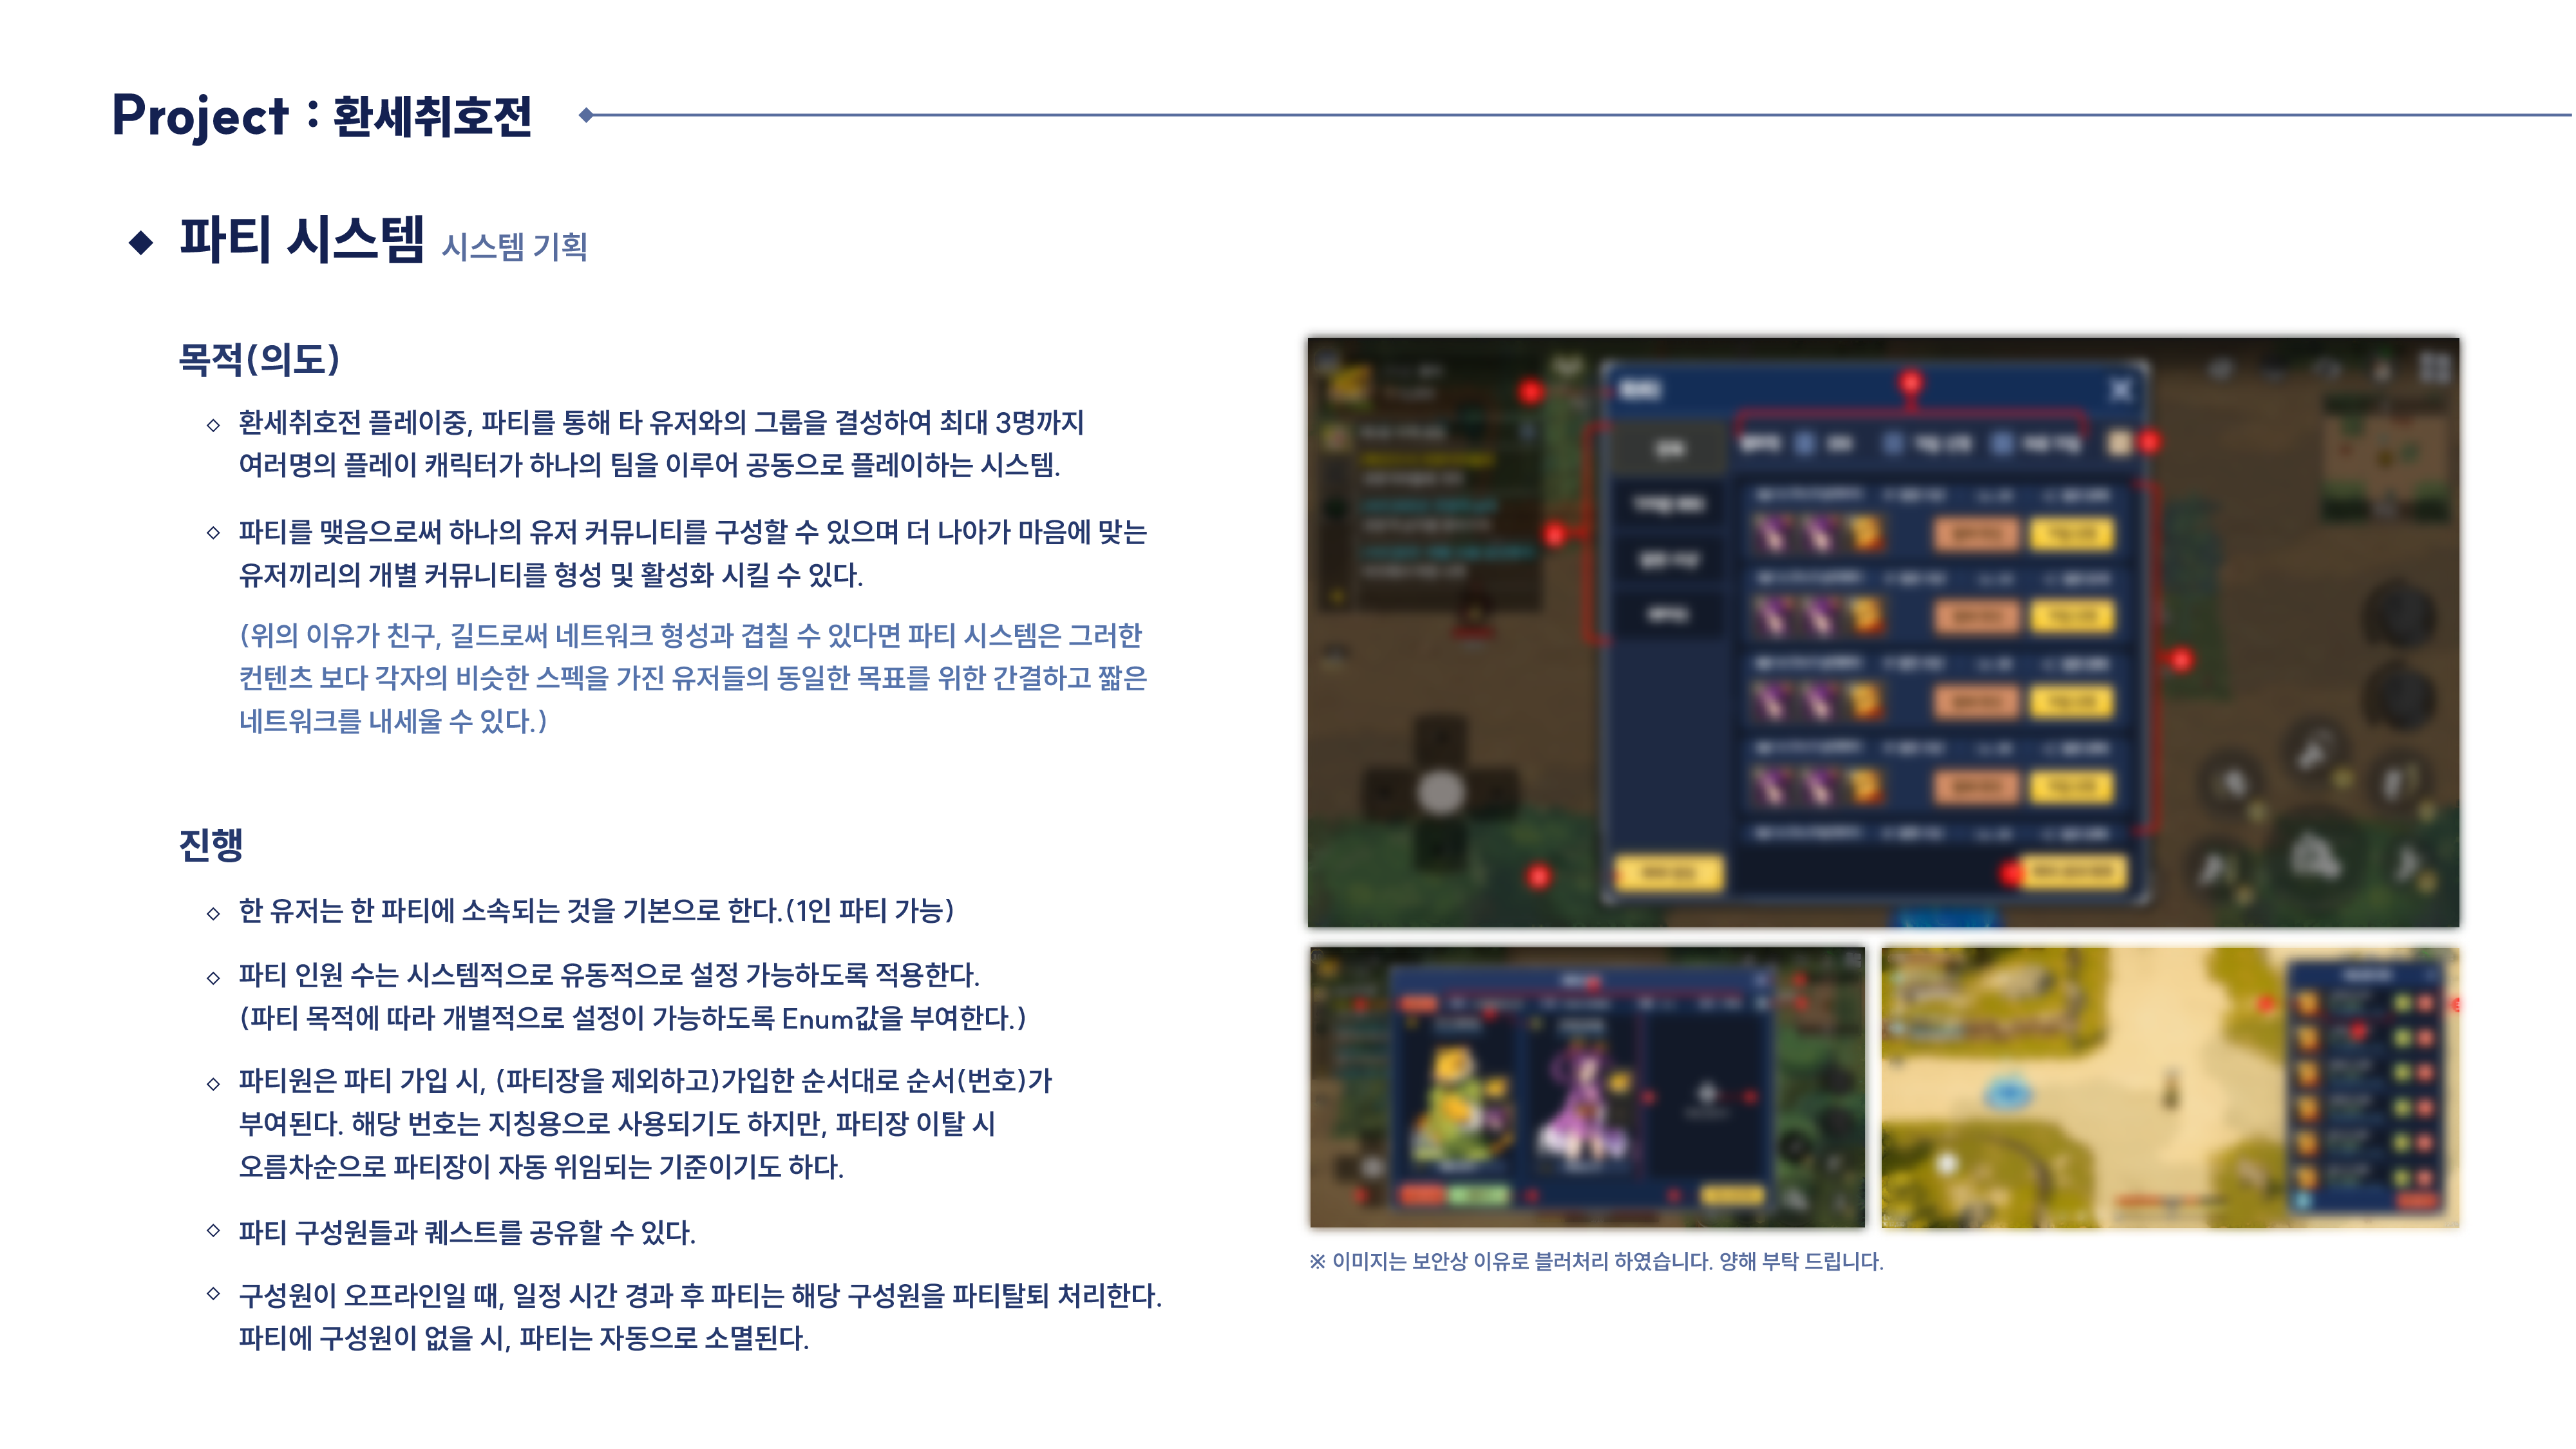 Project : 환세취호전
파티 시스템 시스템 기획
목적(의도)
환세취호전 플레이중, 파티를 통해 타 유저와의 그룹을 결성하여 최대 3명까지
여러명의 플레이 캐릭터가 하나의 팀을 이루어 공동으로 플레이하는 시스템.
파티를 맺음으로써 하나의 유저 커뮤니티를 구성할 수 있으며 더 나아가 마음에 맞는
유저끼리의 개별 커뮤니티를 형성 및 활성화 시킬 수 있다.
(위의 이유가 친구, 길드로써 네트워크 형성과 겹칠 수 있다면 파티 시스템은 그러한
컨텐츠 보다 각자의 비슷한 스펙을 가진 유저들의 동일한 목표를 위한 간결하고 짧은
네트워크를 내세울 수 있다.)
진행
한 유저는 한 파티에 소속되는 것을 기본으로 한다.(1인 파티 가능)
파티 인원 수는 시스템적으로 유동적으로 설정 가능하도록 적용한다.
(파티 목적에 따라 개별적으로 설정이 가능하도록 Enum값을 부여한다.)
파티원은 파티 가입 시, (파티장을 제외하고)가입한 순서대로 순서(번호)가
부여된다. 해당 번호는 지칭용으로 사용되기도 하지만, 파티장 이탈 시
오름차순으로 파티장이 자동 위임되는 기준이기도 하다.
파티 구성원들과 퀘스트를 공유할 수 있다.
구성원이 오프라인일 때, 일정 시간 경과 후 파티는 해당 구성원을 파티탈퇴 처리한다.
파티에 구성원이 없을 시, 파티는 자동으로 소멸된다.
※ 이미지는 보안상 이유로 블러처리 하였습니다. 양해 부탁 드립니다.